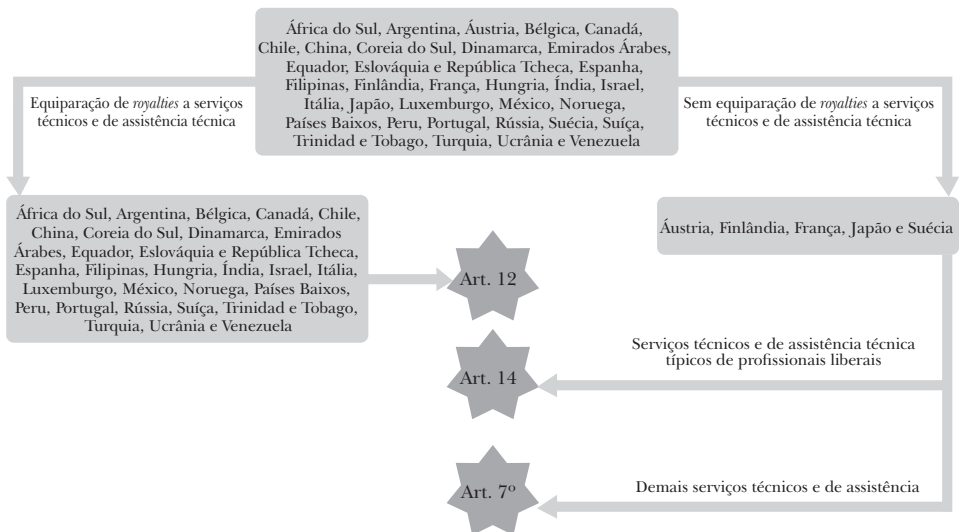 África do Sul, Argentina, Áustria, Bélgica, Canadá,
Chile, China, Coreia do Sul, Dinamarca, Emirados Árabes,
Equador, Eslováquia e República Tcheca, Espanha,
Filipinas, Finlândia, França, Hungria, Índia, Israel,
Itália, Japão, Luxemburgo, México, Noruega,
Países Baixos, Peru, Portugal, Rússia, Suécia, Suíça,
Trinidad e Tobago, Turquia, Ucrânia e Venezuela
Equiparação de royalties a serviços
técnicos e de assistência técnica
Sem equiparação de royalties a serviços
técnicos e de assistência técnica
África do Sul, Argentina, Bélgica, Canadá, Chile,
China, Coreia do Sul, Dinamarca, Emirados
Árabes, Equador, Eslováquia e República Tcheca,
Espanha, Filipinas, Hungria, Índia, Israel, Itália,
Luxemburgo, México, Noruega, Países Baixos,
Peru, Portugal, Rússia, Suíça, Trinidad e Tobago,
Turquia, Ucrânia e Venezuela
Áustria, Finlândia, França, Japão e Suécia
Art. 12
Serviços técnicos e de assistência técnica
típicos de profissionais liberais
Art. 14
Demais serviços técnicos e de assistência
Art. 7º